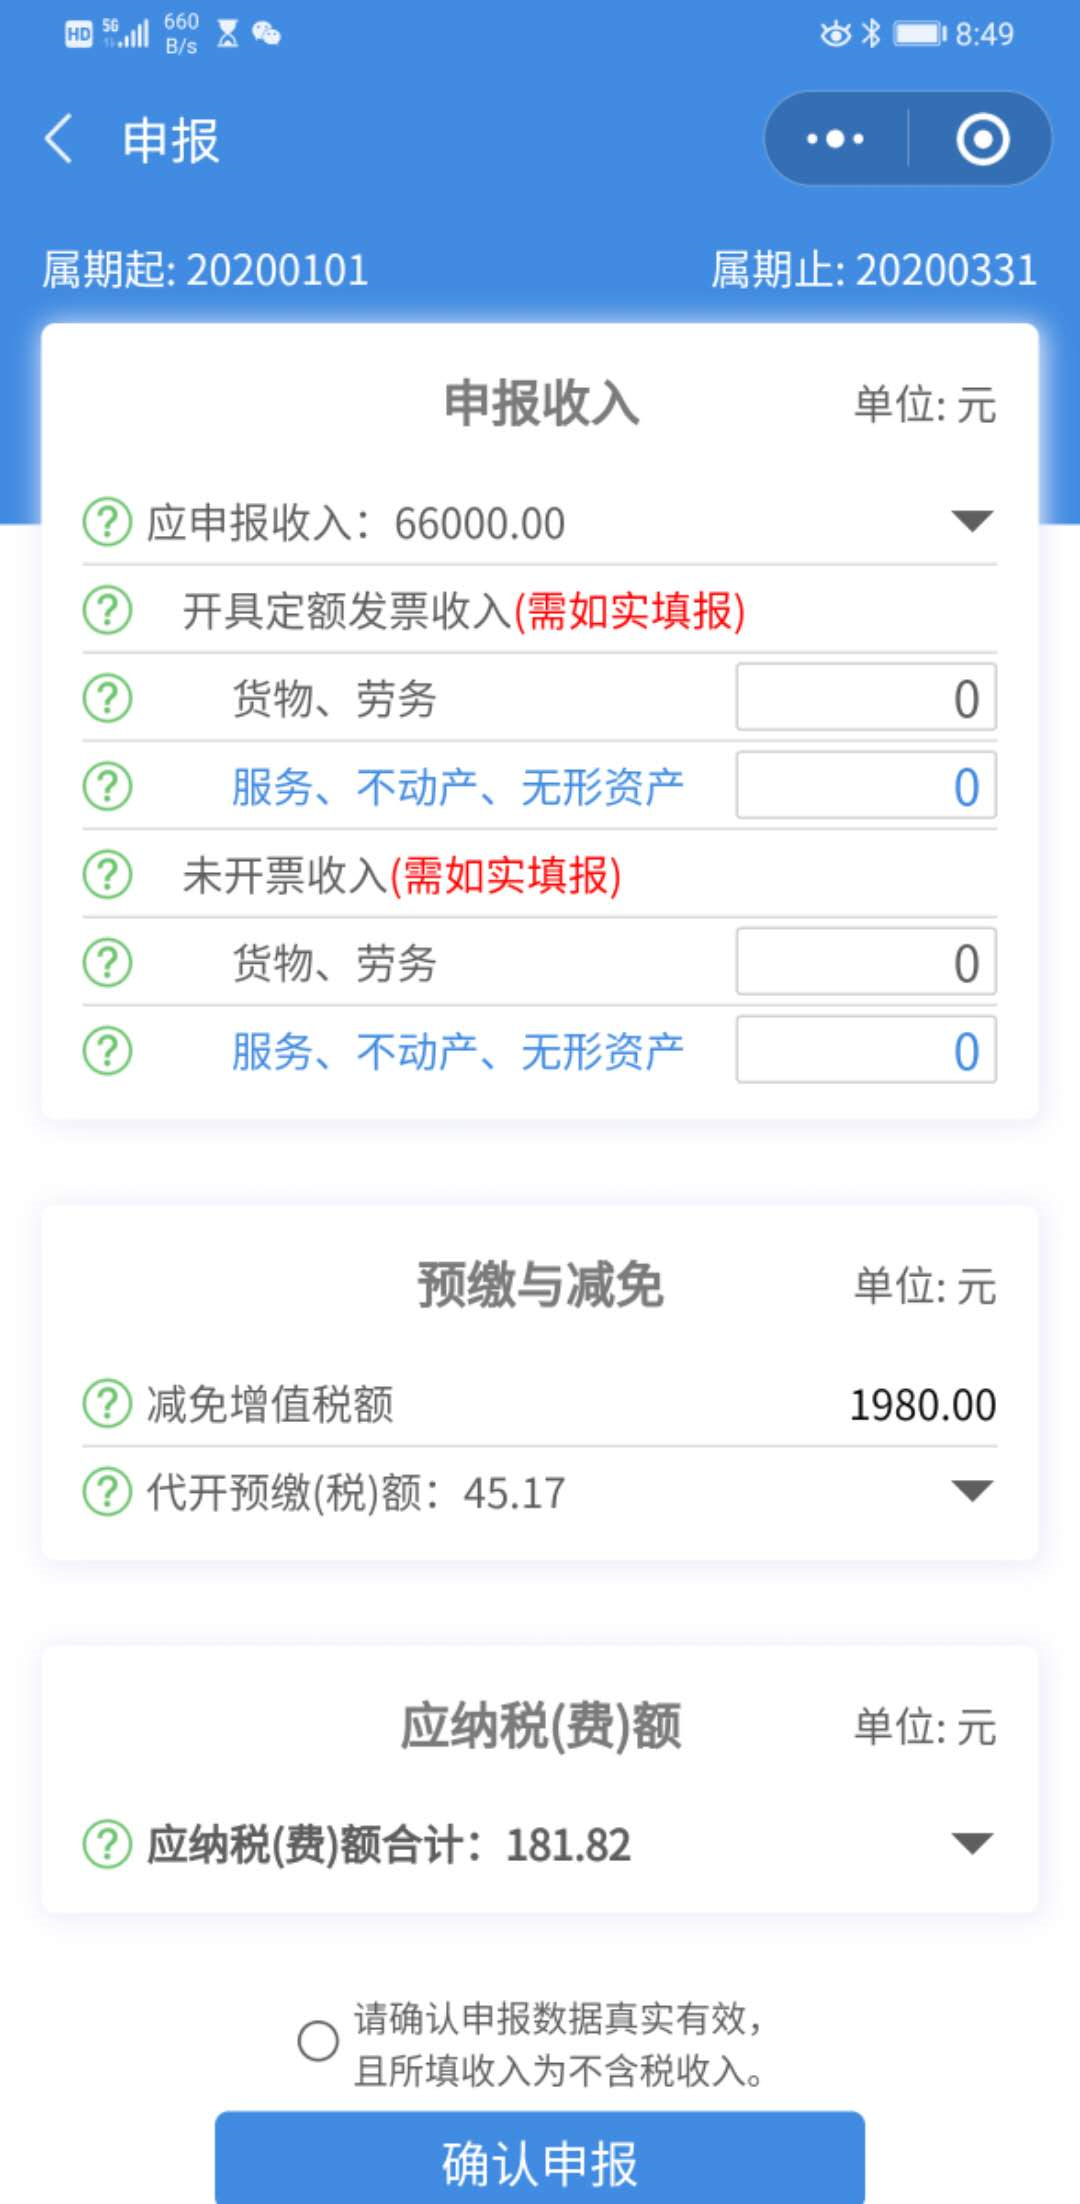 HD 5G 660 B/s 8:49
申报
属期起: 20200101 属期止: 20200331
申报收入 单位: 元
? 应申报收入：66000.00
? 开具定额发票收入(需如实填报)
? 货物、劳务 0
? 服务、不动产、无形资产 0
? 未开票收入(需如实填报)
? 货物、劳务 0
? 服务、不动产、无形资产 0
预缴与减免 单位: 元
? 减免增值税额 1980.00
? 代开预缴(税)额：45.17
应纳税(费)额 单位: 元
? 应纳税(费)额合计：181.82
请确认申报数据真实有效，
且所填收入为不含税收入。
确认申报